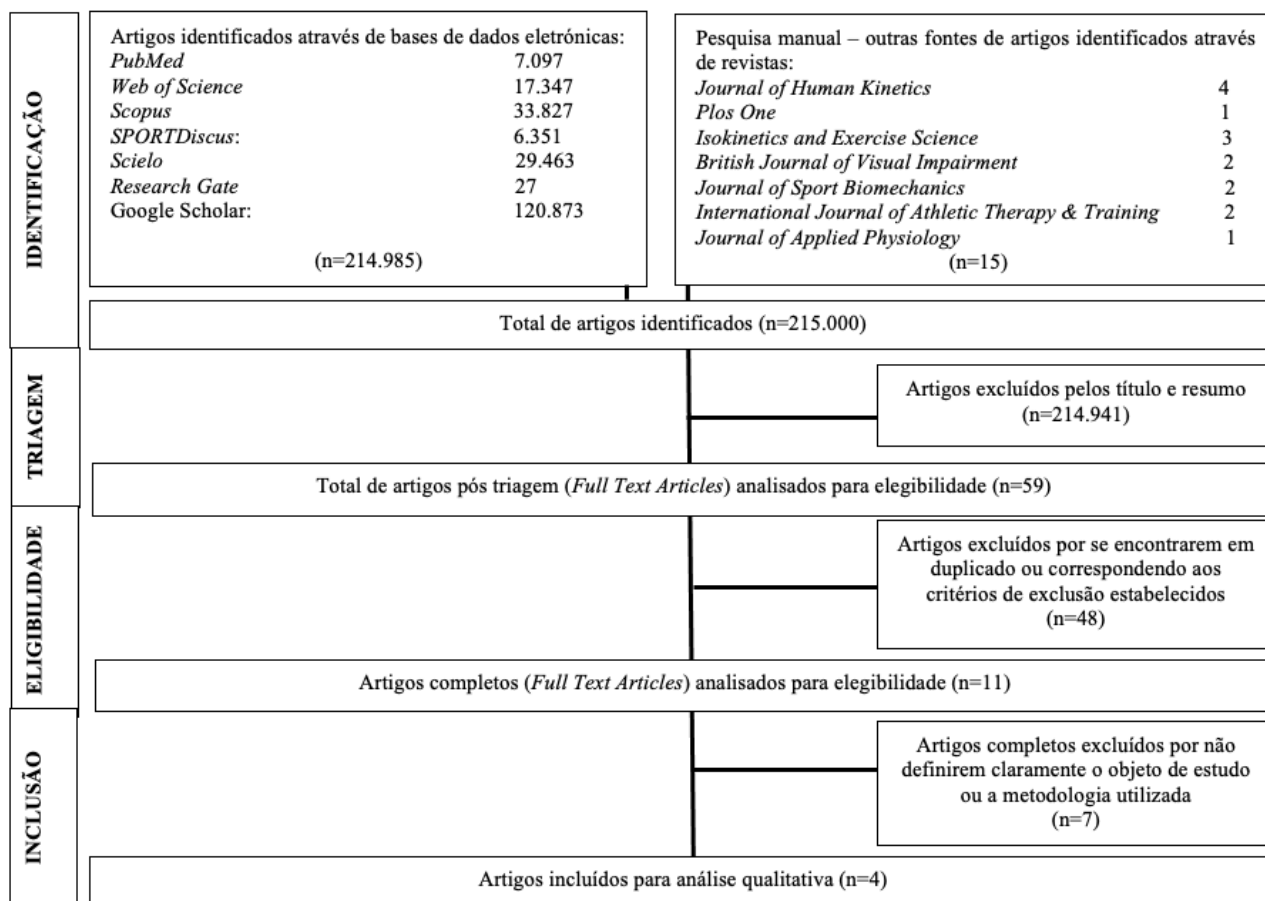 IDENTIFICAÇÃO
Artigos identificados através de bases de dados eletrónicas:
PubMed 7.097
Web of Science 17.347
Scopus 33.827
SPORTDiscus: 6.351
Scielo 29.463
Research Gate 27
Google Scholar: 120.873
(n=214.985)
Pesquisa manual – outras fontes de artigos identificados através
de revistas:
Journal of Human Kinetics 4
Plos One 1
Isokinetics and Exercise Science 3
British Journal of Visual Impairment 2
Journal of Sport Biomechanics 2
International Journal of Athletic Therapy & Training 2
Journal of Applied Physiology 1
(n=15)
Total de artigos identificados (n=215.000)
TRIAGEM
Artigos excluídos pelos título e resumo
(n=214.941)
Total de artigos pós triagem (Full Text Articles) analisados para elegibilidade (n=59)
ELIGIBILIDADE
Artigos excluídos por se encontrarem em
duplicado ou correspondendo aos
critérios de exclusão estabelecidos
(n=48)
Artigos completos (Full Text Articles) analisados para elegibilidade (n=11)
INCLUSÃO
Artigos completos excluídos por não
definirem claramente o objeto de estudo
ou a metodologia utilizada
(n=7)
Artigos incluídos para análise qualitativa (n=4)